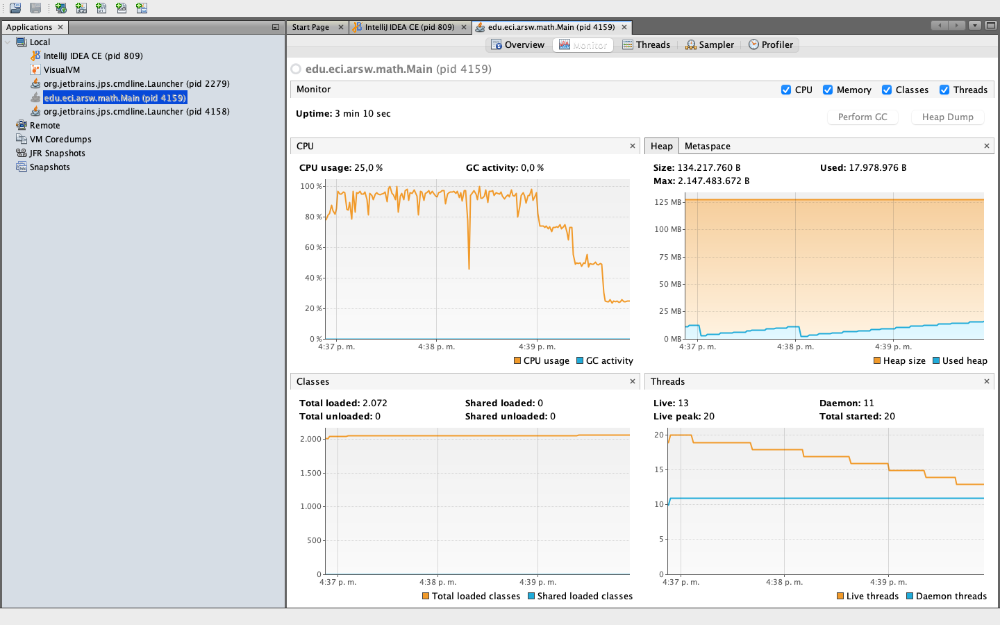 Applications
Local
IntelliJ IDEA CE (pid 809)
VisualVM
org.jetbrains.jps.cmdline.Launcher (pid 2279)
edu.eci.arsw.math.Main (pid 4159)
org.jetbrains.jps.cmdline.Launcher (pid 4158)
Remote
VM Coredumps
JFR Snapshots
Snapshots
Start Page
IntelliJ IDEA CE (pid 809)
edu.eci.arsw.math.Main (pid 4159)
Overview
Monitor
Threads
Sampler
Profiler
edu.eci.arsw.math.Main (pid 4159)
Monitor
CPU
Memory
Classes
Threads
Uptime: 3 min 10 sec
Perform GC
Heap Dump
CPU
CPU usage: 25,0 %
GC activity: 0,0 %
100 %
80 %
60 %
40 %
20 %
0 %
4:37 p. m.
4:38 p. m.
4:39 p. m.
CPU usage
GC activity
Heap
Metaspace
Size: 134.217.760 B
Used: 17.978.976 B
Max: 2.147.483.672 B
125 MB
100 MB
75 MB
50 MB
25 MB
0 MB
4:37 p. m.
4:38 p. m.
4:39 p. m.
Heap size
Used heap
Classes
Total loaded: 2.072
Shared loaded: 0
Total unloaded: 0
Shared unloaded: 0
2.000
1.500
1.000
500
0
4:37 p. m.
4:38 p. m.
4:39 p. m.
Total loaded classes
Shared loaded classes
Threads
Live: 13
Daemon: 11
Live peak: 20
Total started: 20
20
15
10
5
0
4:37 p. m.
4:38 p. m.
4:39 p. m.
Live threads
Daemon threads